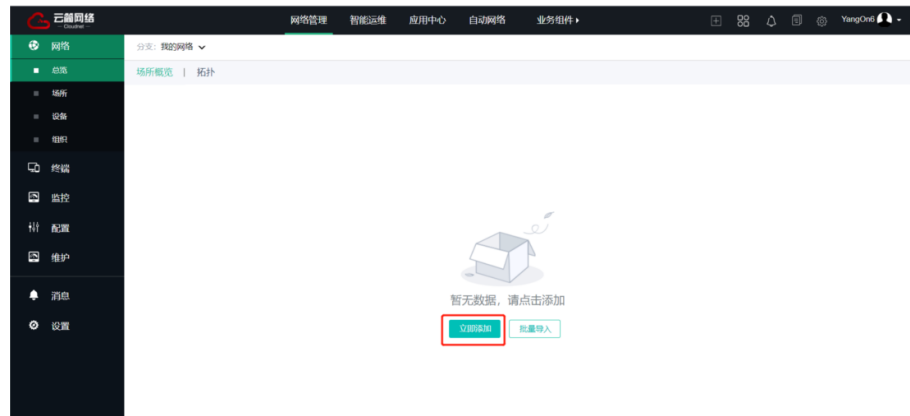 云简网络
Cloudnet
网络管理 智能运维 应用中心 自动网络 业务组件
YangOn6
网络
分支：我的网络
总览
场所概览 | 拓扑
场所
设备
组织
终端
监控
配置
维护
消息
设置
暂无数据，请点击添加
立即添加 批量导入